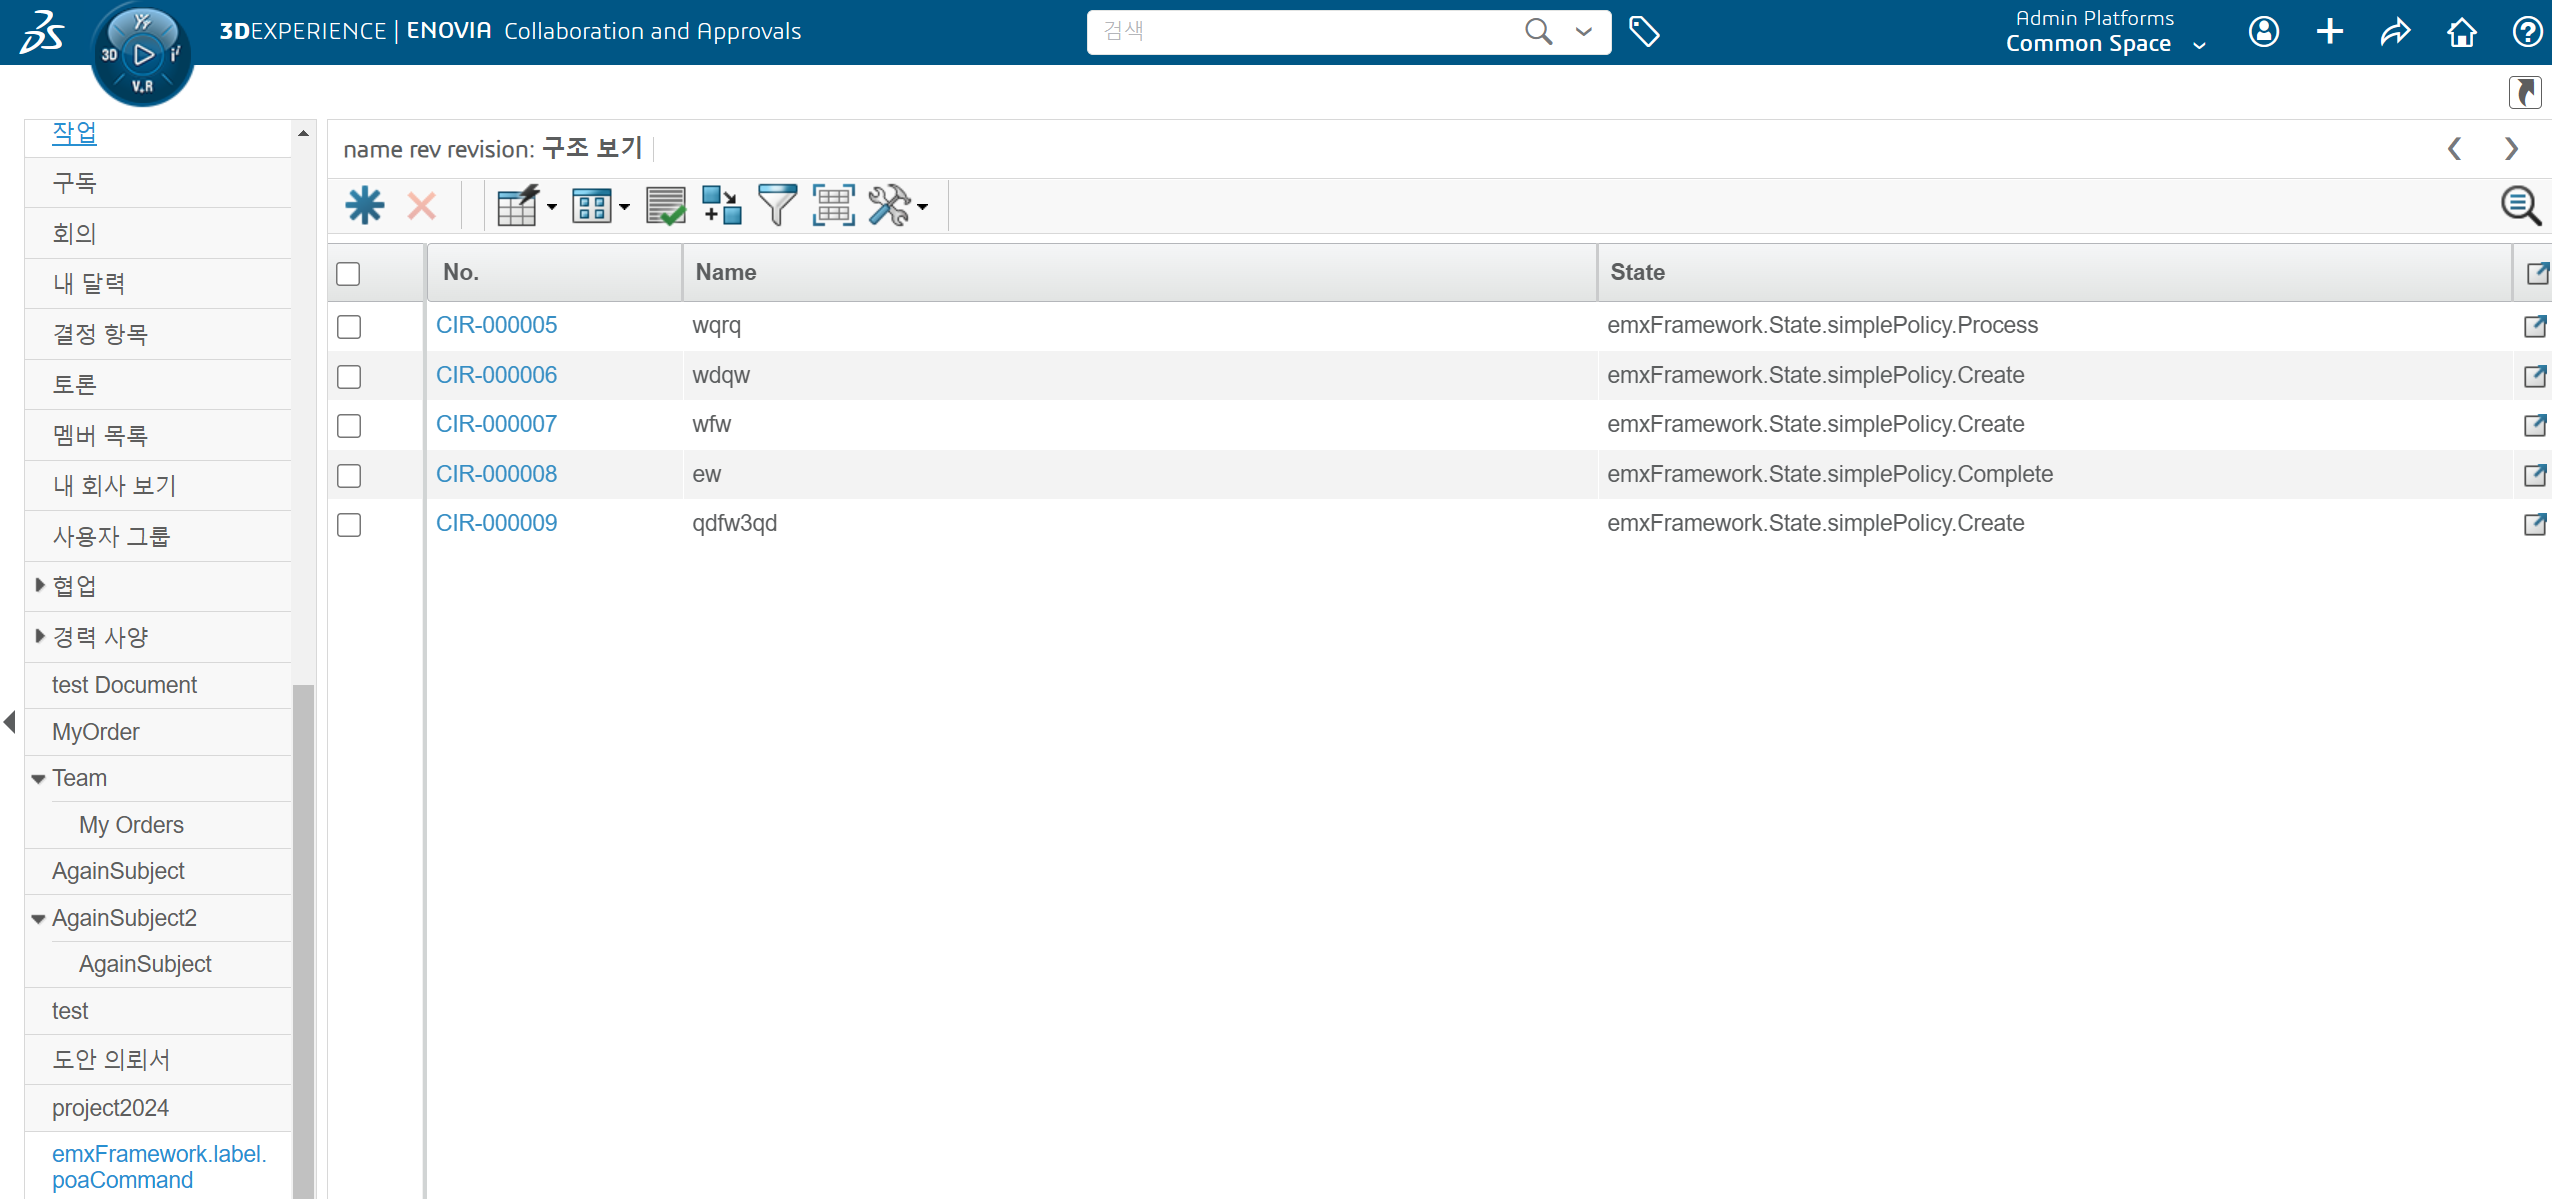 3DEXPERIENCE | ENOVIA Collaboration and Approvals
검색
Admin Platforms
Common Space
3D
V.R
작업
구독
회의
내 달력
결정 항목
토론
멤버 목록
내 회사 보기
사용자 그룹
협업
경력 사양
test Document
MyOrder
Team
My Orders
AgainSubject
AgainSubject2
AgainSubject
test
도안 의뢰서
project2024
emxFramework.label.
poaCommand
name rev revision: 구조 보기
No. Name State
CIR-000005 wqrq emxFramework.State.simplePolicy.Process
CIR-000006 wdqw emxFramework.State.simplePolicy.Create
CIR-000007 wfw emxFramework.State.simplePolicy.Create
CIR-000008 ew emxFramework.State.simplePolicy.Complete
CIR-000009 qdfw3qd emxFramework.State.simplePolicy.Create